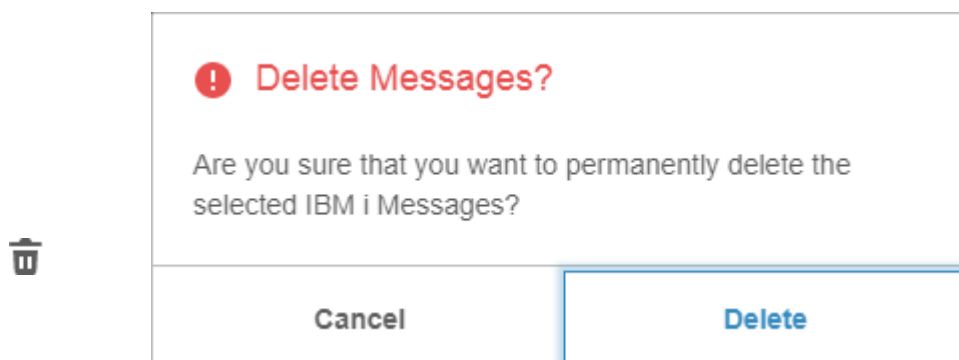 Delete Messages?
Are you sure that you want to permanently delete the
selected IBM i Messages?
Cancel
Delete